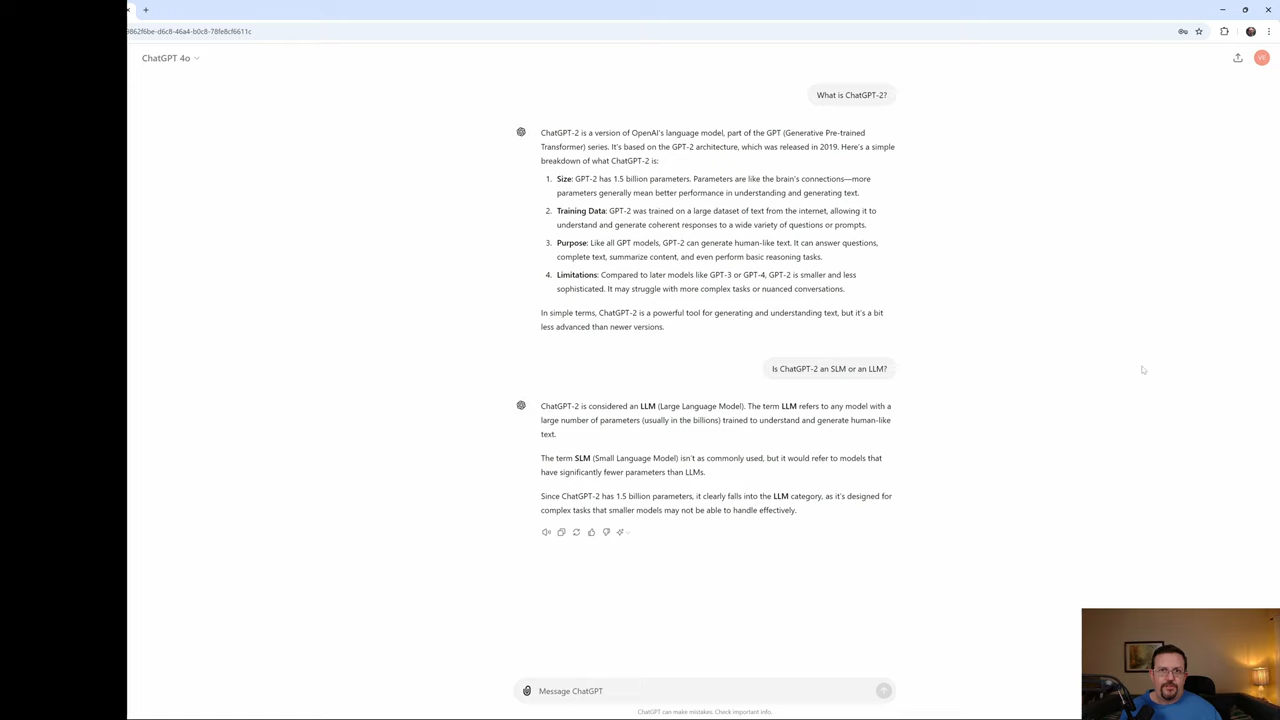 3862f6be-d6c8-46a4-b0c8-78fe8cf6611c
ChatGPT 4o
VE
What is ChatGPT-2?
ChatGPT-2 is a version of OpenAI's language model, part of the GPT (Generative Pre-trained
Transformer) series. It's based on the GPT-2 architecture, which was released in 2019. Here's a simple
breakdown of what ChatGPT-2 is:
1. Size: GPT-2 has 1.5 billion parameters. Parameters are like the brain's connections—more
parameters generally mean better performance in understanding and generating text.
2. Training Data: GPT-2 was trained on a large dataset of text from the internet, allowing it to
understand and generate coherent responses to a wide variety of questions or prompts.
3. Purpose: Like all GPT models, GPT-2 can generate human-like text. It can answer questions,
complete text, summarize content, and even perform basic reasoning tasks.
4. Limitations: Compared to later models like GPT-3 or GPT-4, GPT-2 is smaller and less
sophisticated. It may struggle with more complex tasks or nuanced conversations.
In simple terms, ChatGPT-2 is a powerful tool for generating and understanding text, but it's a bit
less advanced than newer versions.
Is ChatGPT-2 an SLM or an LLM?
ChatGPT-2 is considered an LLM (Large Language Model). The term LLM refers to any model with a
large number of parameters (usually in the billions) trained to understand and generate human-like
text.
The term SLM (Small Language Model) isn't as commonly used, but it would refer to models that
have significantly fewer parameters than LLMs.
Since ChatGPT-2 has 1.5 billion parameters, it clearly falls into the LLM category, as it's designed for
complex tasks that smaller models may not be able to handle effectively.
Message ChatGPT
ChatGPT can make mistakes. Check important info.